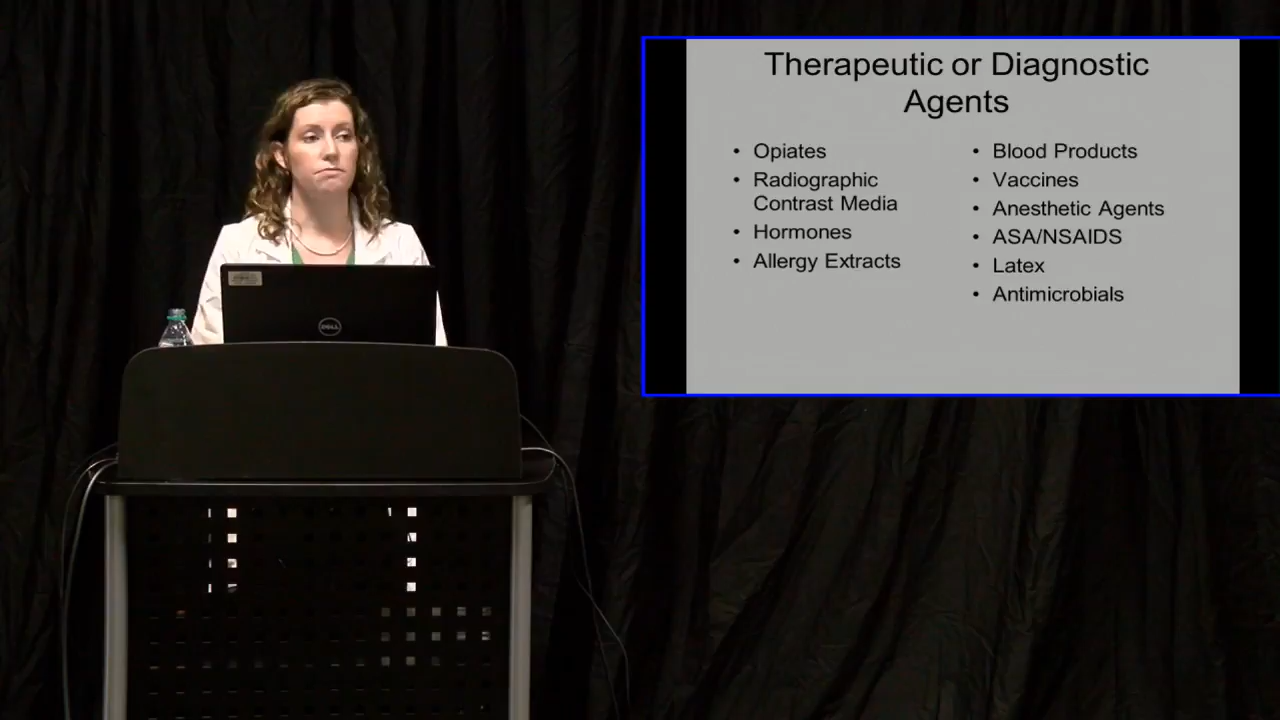 Therapeutic or Diagnostic
Agents
• Opiates
• Radiographic
Contrast Media
• Hormones
• Allergy Extracts
• Blood Products
• Vaccines
• Anesthetic Agents
• ASA/NSAIDS
• Latex
• Antimicrobials
DELL